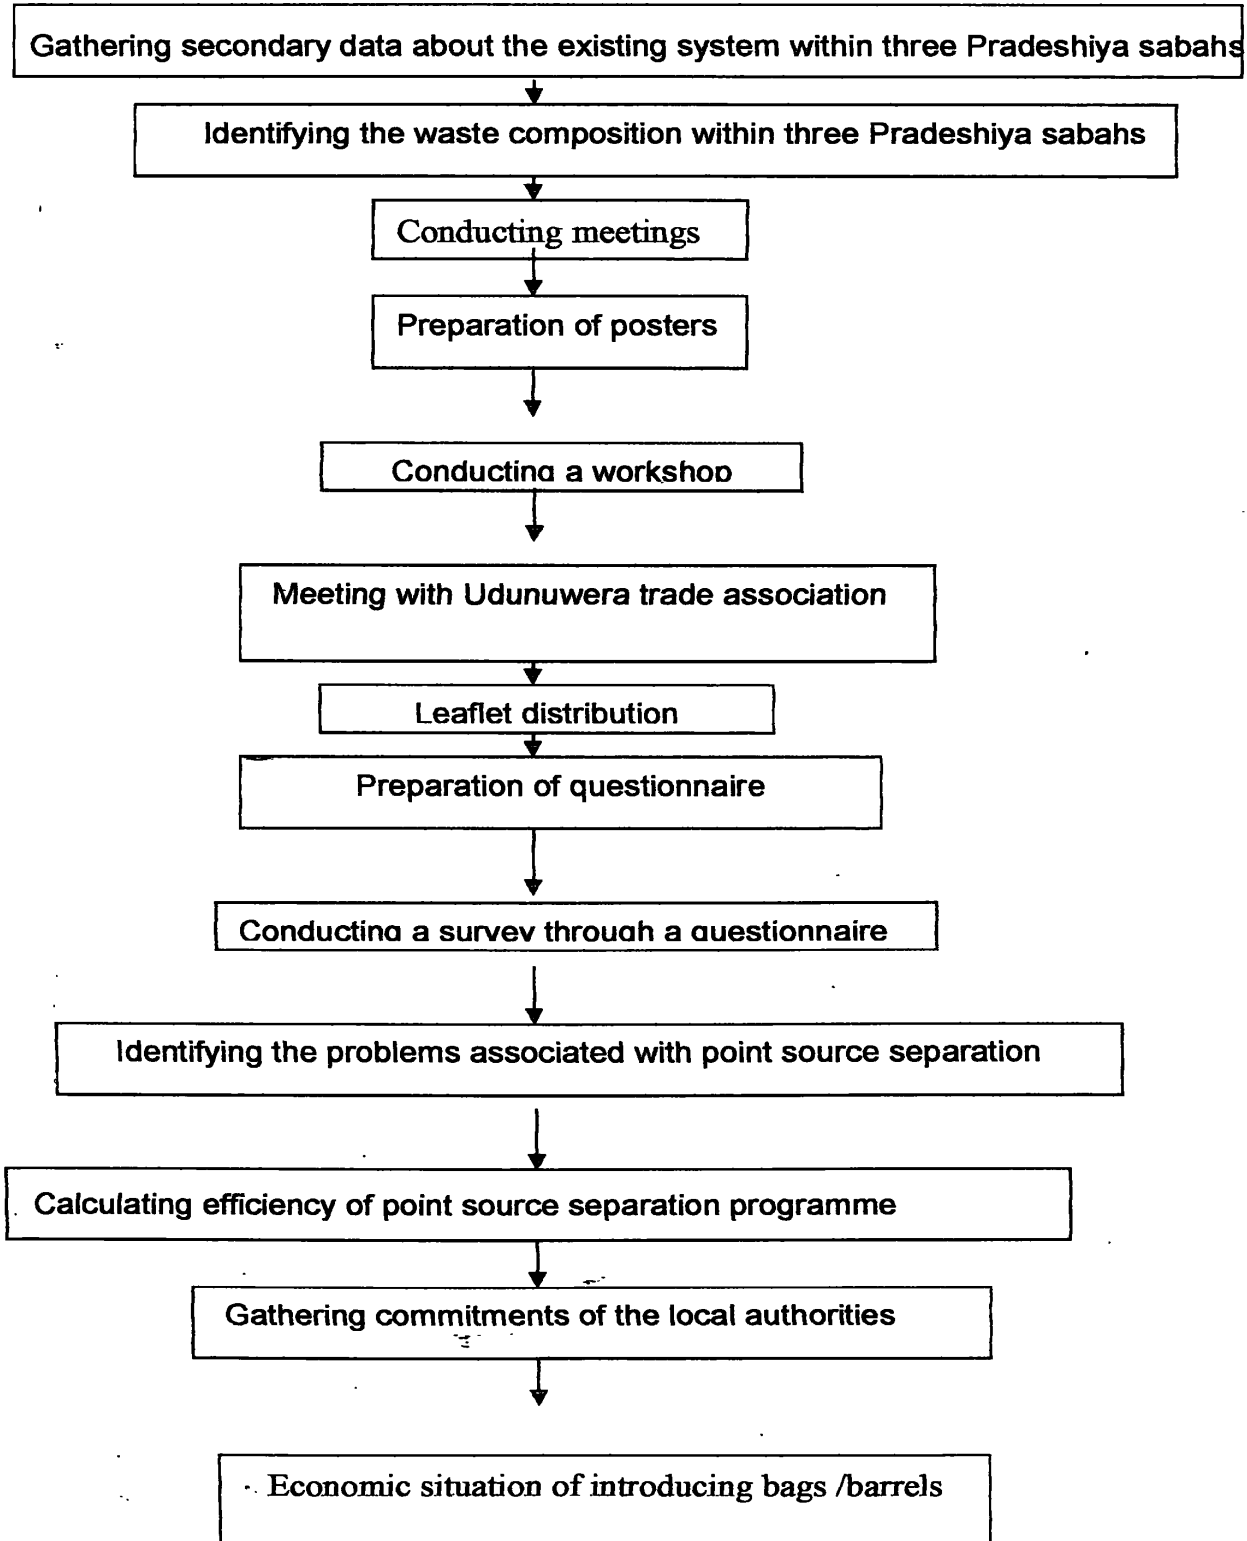 Gathering secondary data about the existing system within three Pradeshiya sabahs
Identifying the waste composition within three Pradeshiya sabahs
Conducting meetings
Preparation of posters
Conducting a workshop
Meeting with Udunuwera trade association
Leaflet distribution
Preparation of questionnaire
Conducting a survey through a questionnaire
Identifying the problems associated with point source separation
Calculating efficiency of point source separation programme
Gathering commitments of the local authorities
Economic situation of introducing bags /barrels